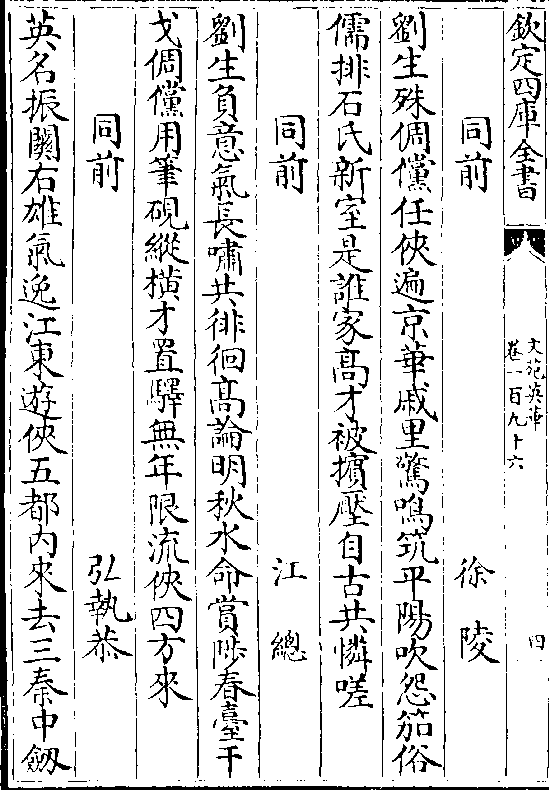 欽定四庫全書
文苑英華
卷一百九十六
四
同前
徐陵
劉生殊倜儻任俠遍京華戚里驚鳴筑平陽吹怨笳俗
儒排石氏新室是誰家高才被擯壓自古共憐嗟
同前
江總
劉生負意氣長嘯共徘徊高論明秋水命賞陟春臺干
戈倜儻用筆硯縱橫才置驛無年限流俠四方來
同前
弘執恭
英名振關右雄氣逸江東遊俠五都内來去三秦中劒